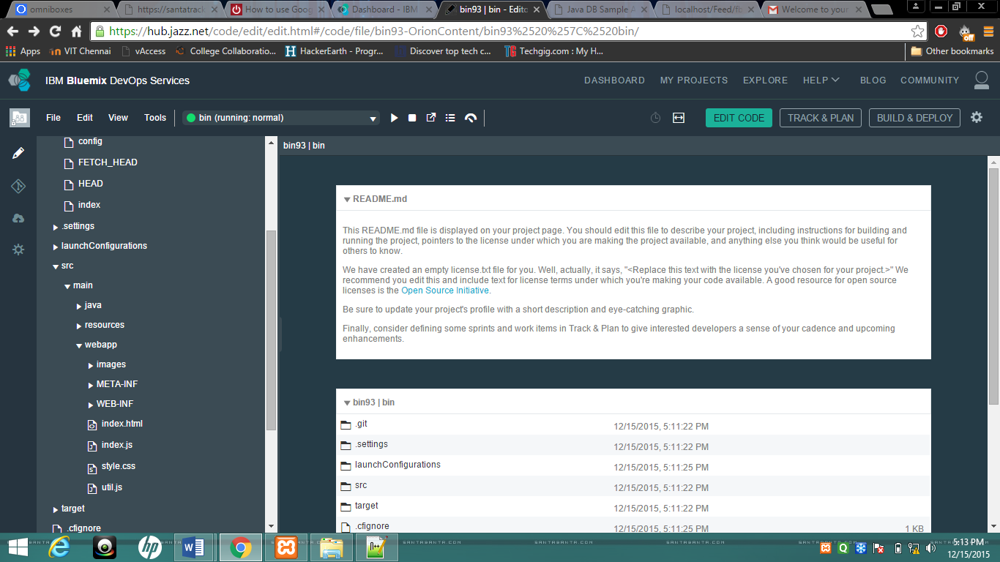 omniboxes
https://santatrack
How to use Goog
Dashboard - IBM
bin93 | bin - Edito
Java DB Sample A
localhost/Feed/fb
Welcome to your
https://hub.jazz.net/code/edit/edit.html#/code/file/bin93-OrionContent/bin93%2520%257C%2520bin/
off
Apps
VIT Chennai
vAccess
College Collaboratio...
HackerEarth - Progr...
Discover top tech c...
Techgig.com : My H...
Other bookmarks
IBM Bluemix DevOps Services
DASHBOARD
MY PROJECTS
EXPLORE
HELP
BLOG
COMMUNITY
File
Edit
View
Tools
bin (running: normal)
EDIT CODE
TRACK & PLAN
BUILD & DEPLOY
config
FETCH_HEAD
HEAD
index
.settings
launchConfigurations
src
main
java
resources
webapp
images
META-INF
WEB-INF
index.html
index.js
style.css
util.js
target
.cfignore
bin93 | bin
README.md
This README.md file is displayed on your project page. You should edit this file to describe your project, including instructions for building and
running the project, pointers to the license under which you are making the project available, and anything else you think would be useful for
others to know.
We have created an empty license.txt file for you. Well, actually, it says, "<Replace this text with the license you've chosen for your project.>" We
recommend you edit this and include text for license terms under which you're making your code available. A good resource for open source
licenses is the Open Source Initiative.
Be sure to update your project's profile with a short description and eye-catching graphic.
Finally, consider defining some sprints and work items in Track & Plan to give interested developers a sense of your cadence and upcoming
enhancements.
bin93 | bin
.git 12/15/2015, 5:11:22 PM
.settings 12/15/2015, 5:11:22 PM
launchConfigurations 12/15/2015, 5:11:25 PM
src 12/15/2015, 5:11:22 PM
target 12/15/2015, 5:11:22 PM
.cfignore 12/15/2015, 5:11:25 PM 1 KB
SANTABANTA.COM
5:13 PM
12/15/2015